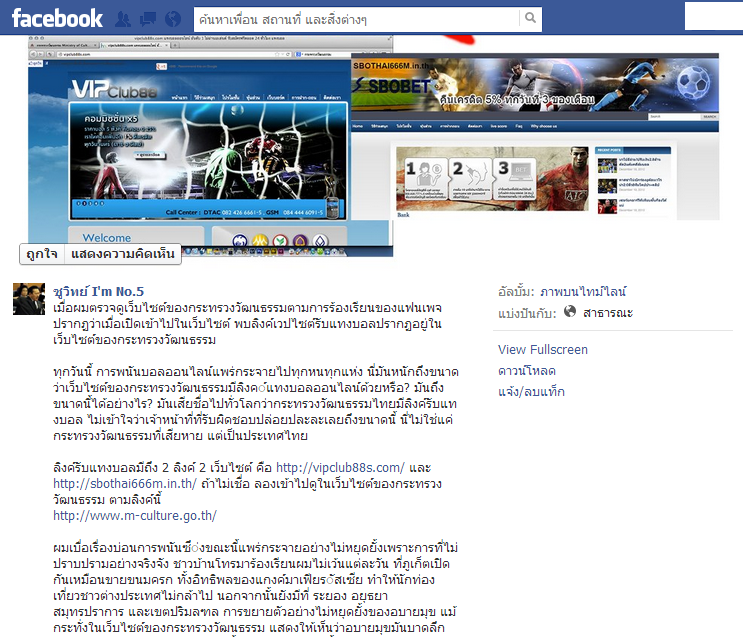 facebook
ค้นหาเพื่อน สถานที่ และสิ่งต่างๆ
VIP Club88
คอมมิชชั่น X5
Call Center : DTAC 082 426 6661-5 , GSM 084 444 6091-5
Welcome
SBOTHAI666M.in.th
SBOBET
คืนเครดิต 5% ทุกวันที่ 3 ของเดือน
1 2 3
Bank
ถูกใจ แสดงความคิดเห็น
ชูวิทย์ I'm No.5
เมื่อผมตรวจดูเว็บไซต์ของกระทรวงวัฒนธรรมตามการร้องเรียนของแฟนเพจ
ปรากฏว่าเมื่อเปิดเข้าไปในเว็บไซต์ พบลิงค์เวปไซต์รับแทงบอลปรากฏอยู่ใน
เว็บไซต์ของกระทรวงวัฒนธรรม
ทุกวันนี้ การพนันบอลออนไลน์แพร่กระจายไปทุกหนทุกแห่ง นี่มันหนักถึงขนาด
ว่าเว็บไซต์ของกระทรวงวัฒนธรรมมีลิงค์แทงบอลออนไลน์ด้วยหรือ? มันถึง
ขนาดนี้ได้อย่างไร? มันเสียชื่อไปทั่วโลกว่ากระทรวงวัฒนธรรมไทยมีลิงค์รับแท
งบอล ไม่เข้าใจว่าเจ้าหน้าที่ที่รับผิดชอบปล่อยปละละเลยถึงขนาดนี้ นี่ไม่ใช่แค่
กระทรวงวัฒนธรรมที่เสียหาย แต่เป็นประเทศไทย
ลิงค์รับแทงบอลมีถึง 2 ลิงค์ 2 เว็บไซต์ คือ http://vipclub88s.com/ และ
http://sbothai666m.in.th/ ถ้าไม่เชื่อ ลองเข้าไปดูในเว็บไซต์ของกระทรวง
วัฒนธรรม ตามลิงค์นี้
http://www.m-culture.go.th/
ผมเบื่อเรื่องบ่อนการพนันซึ่งขณะนี้แพร่กระจายอย่างไม่หยุดยั้งเพราะการที่ไม่
ปราบปรามอย่างจริงจัง ชาวบ้านโทรมาร้องเรียนผมไม่เว้นแต่ละวัน ที่ภูเก็ตเปิด
กันเหมือนขายขนมครก ทั้งอิทธิพลของแกงค์มาเฟียรัสเซีย ทำให้นักท่อง
เที่ยวชาวต่างประเทศไม่กล้าไป นอกจากนั้นยังมีที่ ระยอง อยุธยา
สมุทรปราการ และเขตปริมลฑล การขยายตัวอย่างไม่หยุดยั้งของอบายมุข แม้
กระทั่งในเว็บไซต์ของกระทรวงวัฒนธรรม แสดงให้เห็นว่าอบายมุขมันบาดลึก
อัลบั้ม: ภาพบนไทม์ไลน์
แบ่งปันกับ: สาธารณะ
View Fullscreen
ดาวน์โหลด
แจ้ง/ลบแท็ก